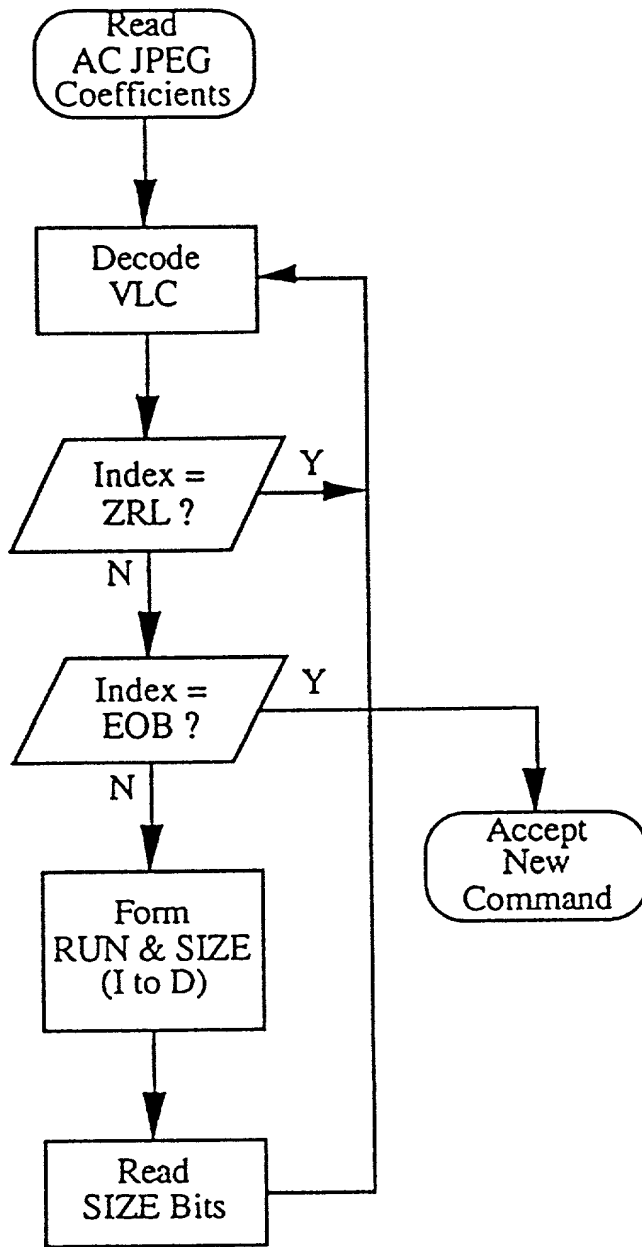 Read
AC JPEG
Coefficients
Decode
VLC
Index =
ZRL ?
Y
N
Index =
EOB ?
Y
N
Accept
New
Command
Form
RUN & SIZE
(I to D)
Read
SIZE Bits